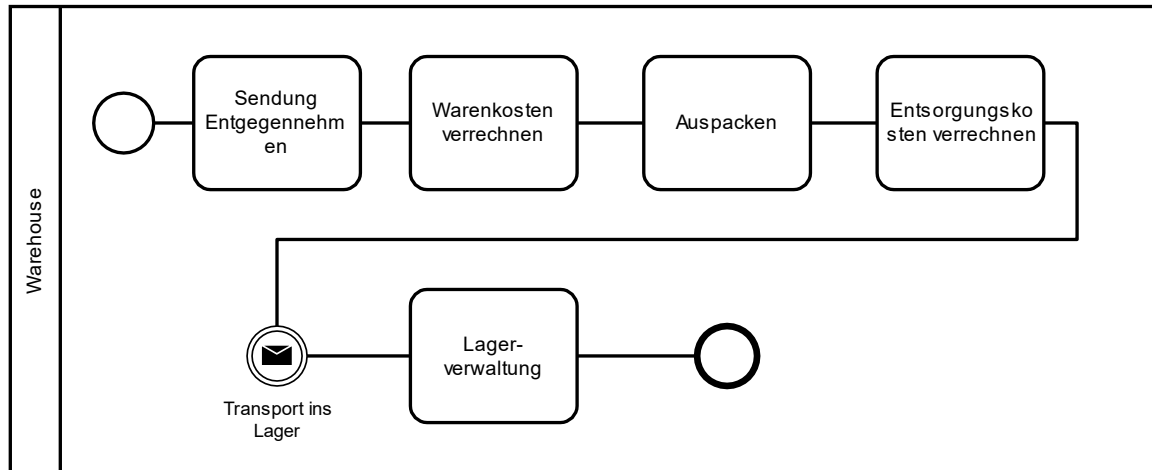 Warehouse
Sendung
Entgegennehm
en
Warenkosten
verrechnen
Auspacken
Entsorgungsko
sten verrechnen
Transport ins
Lager
Lager-
verwaltung